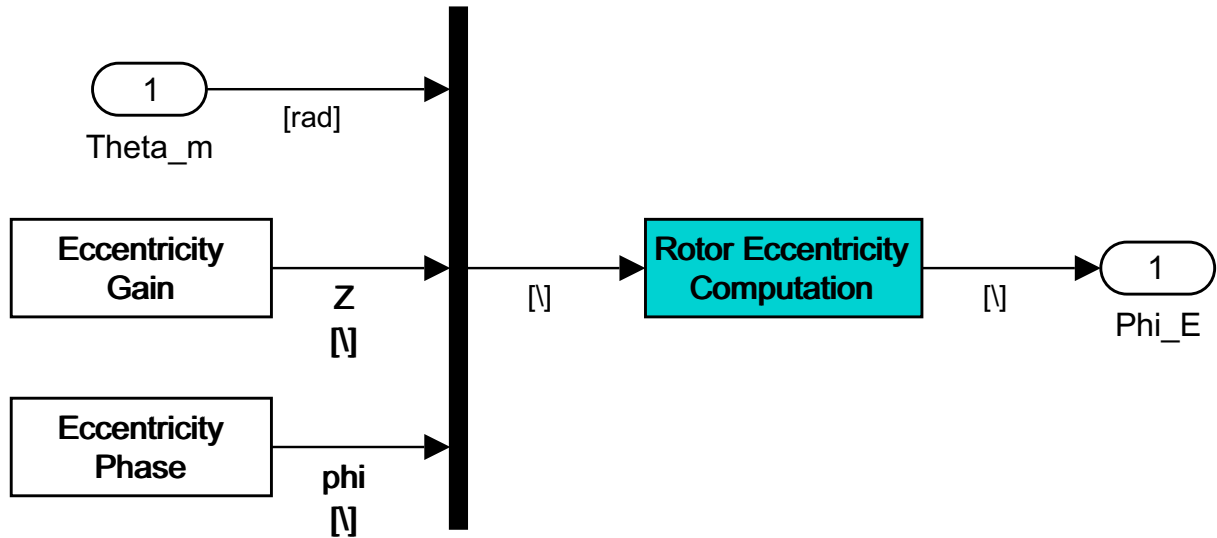 1
[rad]
Theta_m
Eccentricity
Gain
Z
[\]
Eccentricity
Phase
phi
[\]
[\]
Rotor Eccentricity
Computation
[\]
1
Phi_E